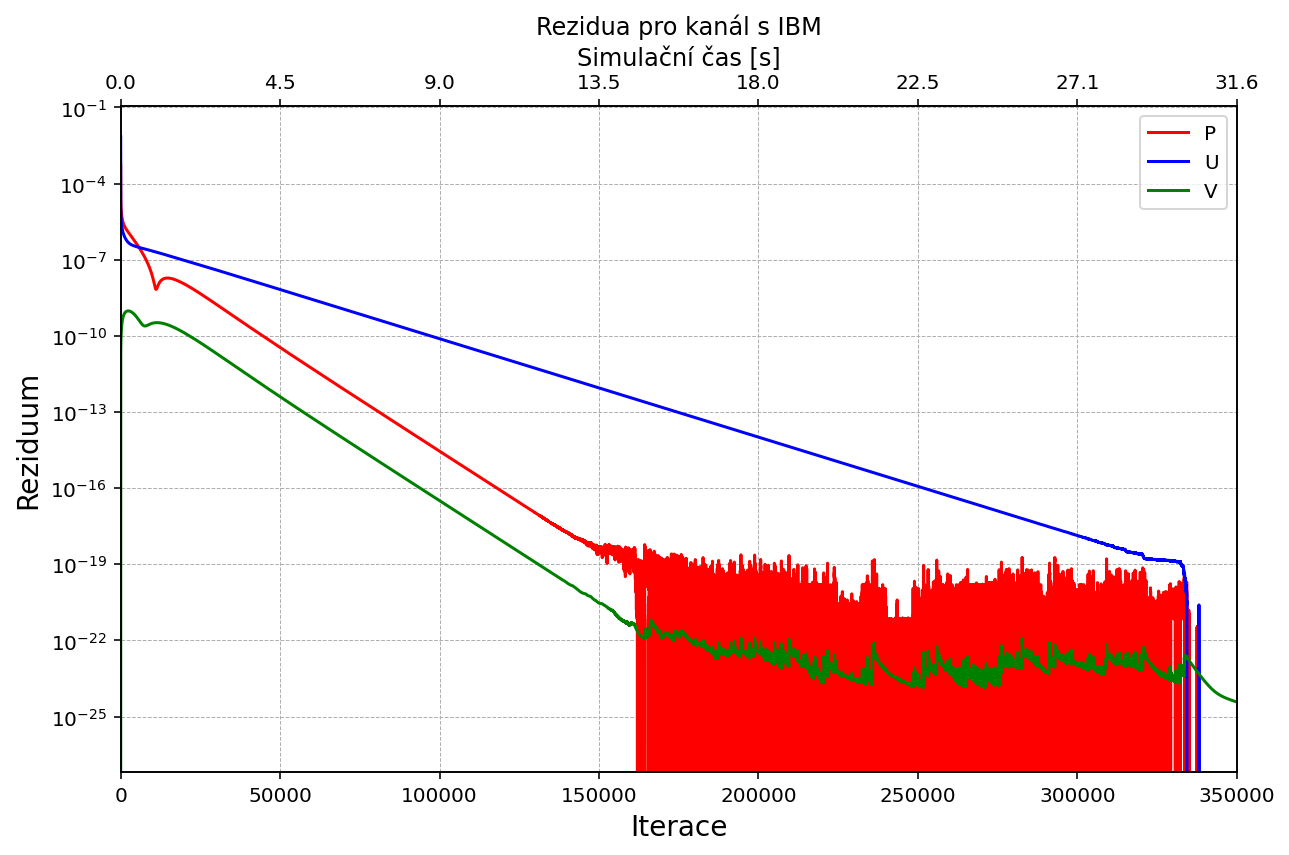 Rezidua pro kanál s IBM
Simulační čas [s]
0.0 4.5 9.0 13.5 18.0 22.5 27.1 31.6
P
U
V
10⁻¹
10⁻⁴
10⁻⁷
10⁻¹⁰
10⁻¹³
10⁻¹⁶
10⁻¹⁹
10⁻²²
10⁻²⁵
Reziduum
0 50000 100000 150000 200000 250000 300000 350000
Iterace